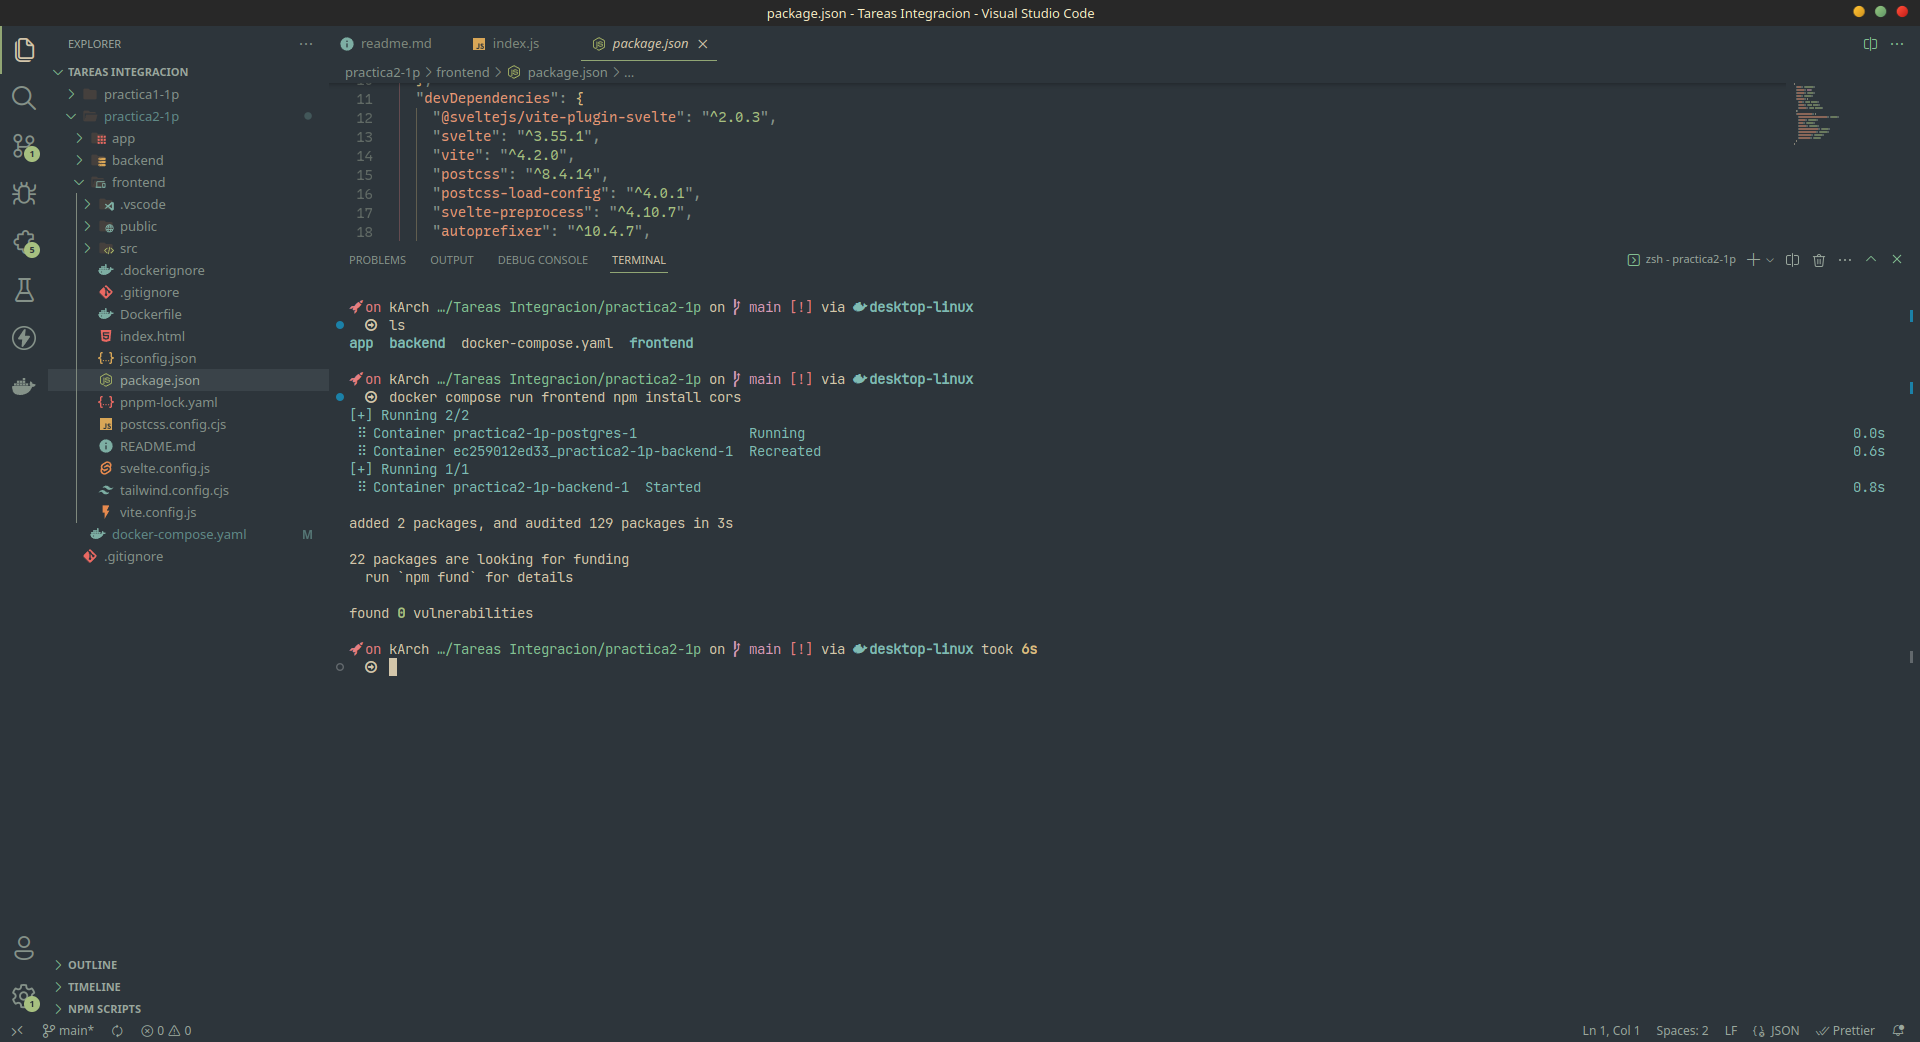 package.json - Tareas Integracion - Visual Studio Code
EXPLORER
TAREAS INTEGRACION
practica1-1p
practica2-1p
app
backend
frontend
.vscode
public
src
.dockerignore
.gitignore
Dockerfile
index.html
jsconfig.json
package.json
pnpm-lock.yaml
postcss.config.cjs
README.md
svelte.config.js
tailwind.config.cjs
vite.config.js
docker-compose.yaml M
.gitignore
OUTLINE
TIMELINE
NPM SCRIPTS
readme.md index.js package.json
practica2-1p > frontend > package.json > ...
11 "devDependencies": {
12 "@sveltejs/vite-plugin-svelte": "^2.0.3",
13 "svelte": "^3.55.1",
14 "vite": "^4.2.0",
15 "postcss": "^8.4.14",
16 "postcss-load-config": "^4.0.1",
17 "svelte-preprocess": "^4.10.7",
18 "autoprefixer": "^10.4.7",
PROBLEMS OUTPUT DEBUG CONSOLE TERMINAL zsh - practica2-1p
on kArch …/Tareas Integracion/practica2-1p on main [!] via desktop-linux
ls
app backend docker-compose.yaml frontend
on kArch …/Tareas Integracion/practica2-1p on main [!] via desktop-linux
docker compose run frontend npm install cors
[+] Running 2/2
⠿ Container practica2-1p-postgres-1 Running 0.0s
⠿ Container ec259012ed33_practica2-1p-backend-1 Recreated 0.6s
[+] Running 1/1
⠿ Container practica2-1p-backend-1 Started 0.8s
added 2 packages, and audited 129 packages in 3s
22 packages are looking for funding
run `npm fund` for details
found 0 vulnerabilities
on kArch …/Tareas Integracion/practica2-1p on main [!] via desktop-linux took 6s
1
5
1
main* 0 0 Ln 1, Col 1 Spaces: 2 LF JSON Prettier